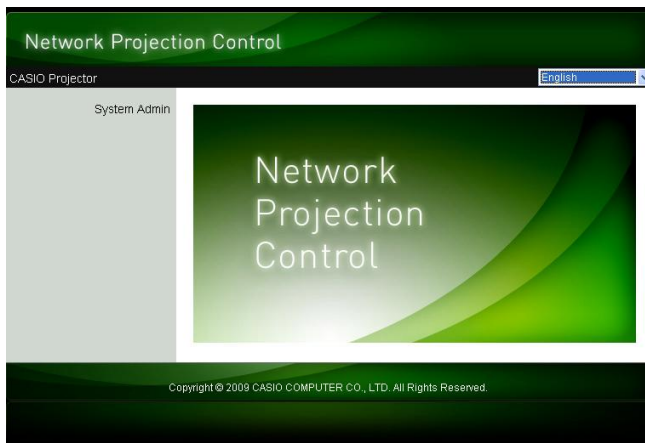 Network Projection Control
CASIO Projector
English
System Admin
Network
Projection
Control
Copyright © 2009 CASIO COMPUTER CO., LTD. All Rights Reserved.